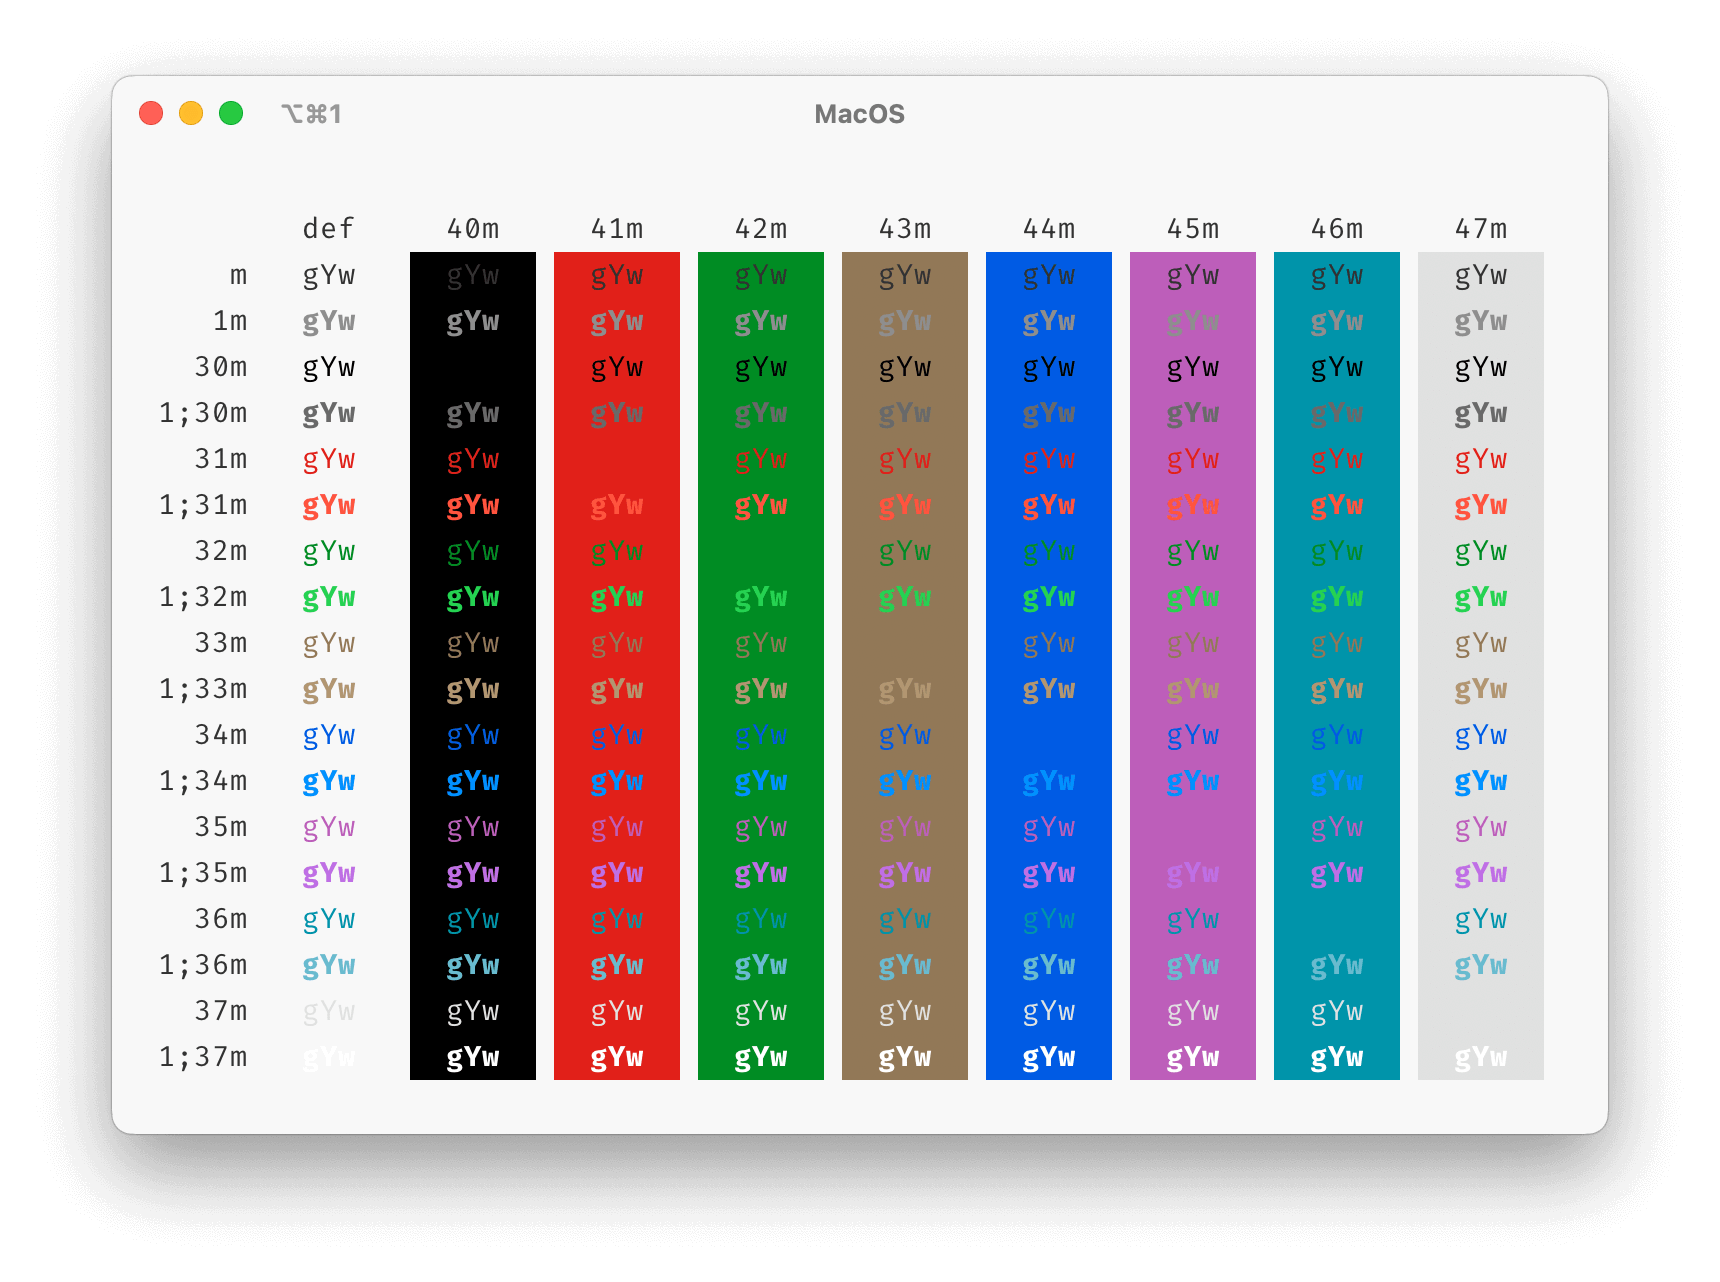 ⌥⌘1 MacOS
def 40m 41m 42m 43m 44m 45m 46m 47m
m gYw gYw gYw gYw gYw gYw gYw gYw gYw
1m gYw gYw gYw gYw gYw gYw gYw gYw gYw
30m gYw gYw gYw gYw gYw gYw gYw gYw
1;30m gYw gYw gYw gYw gYw gYw gYw gYw gYw
31m gYw gYw gYw gYw gYw gYw gYw gYw
1;31m gYw gYw gYw gYw gYw gYw gYw gYw gYw
32m gYw gYw gYw gYw gYw gYw gYw gYw
1;32m gYw gYw gYw gYw gYw gYw gYw gYw gYw
33m gYw gYw gYw gYw gYw gYw gYw gYw
1;33m gYw gYw gYw gYw gYw gYw gYw gYw gYw
34m gYw gYw gYw gYw gYw gYw gYw gYw
1;34m gYw gYw gYw gYw gYw gYw gYw gYw gYw
35m gYw gYw gYw gYw gYw gYw gYw gYw
1;35m gYw gYw gYw gYw gYw gYw gYw gYw gYw
36m gYw gYw gYw gYw gYw gYw gYw gYw
1;36m gYw gYw gYw gYw gYw gYw gYw gYw gYw
37m gYw gYw gYw gYw gYw gYw gYw gYw
1;37m gYw gYw gYw gYw gYw gYw gYw gYw gYw